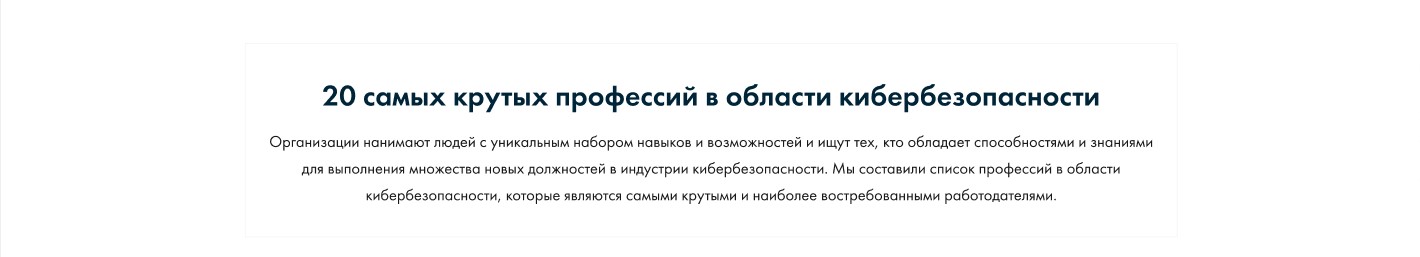 20 самых крутых профессий в области кибербезопасности
Организации нанимают людей с уникальным набором навыков и возможностей и ищут тех, кто обладает способностями и знаниями
для выполнения множества новых должностей в индустрии кибербезопасности. Мы составили список профессий в области
кибербезопасности, которые являются самыми крутыми и наиболее востребованными работодателями.